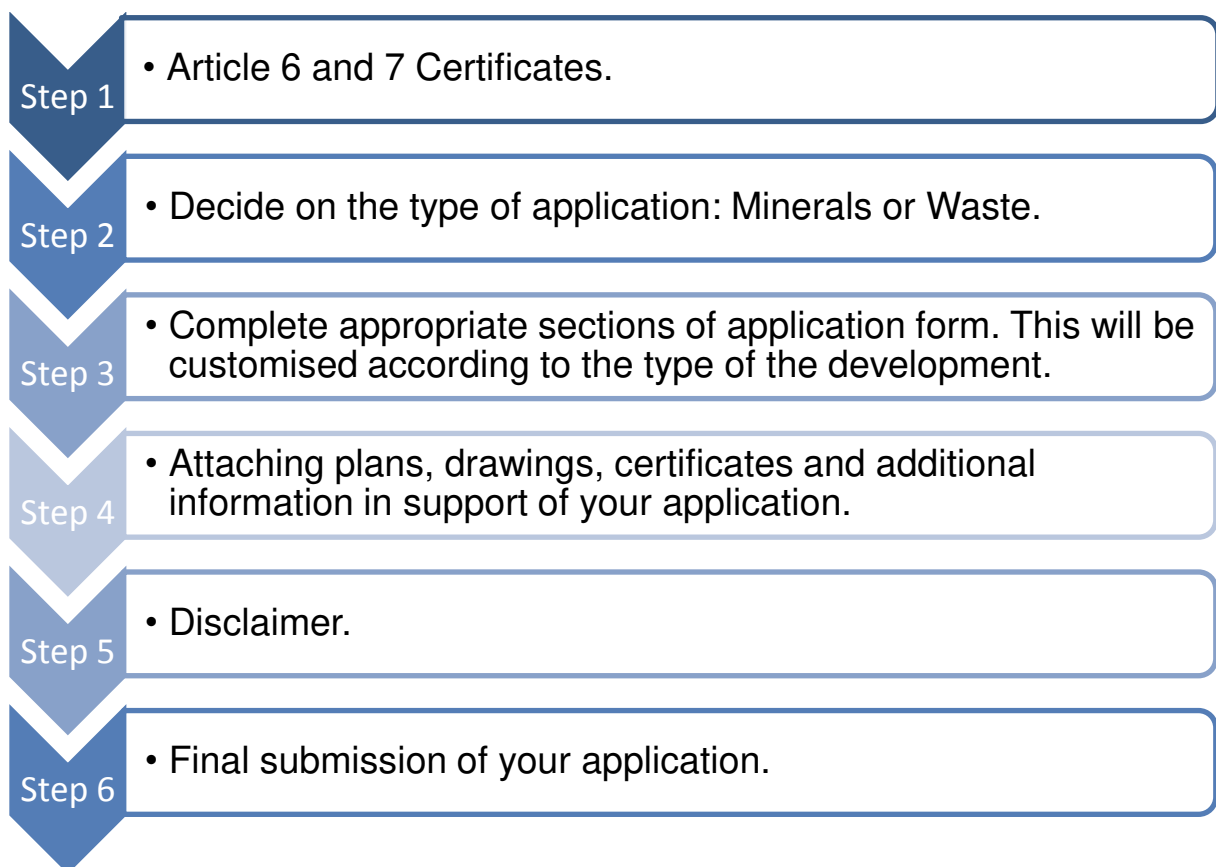 Step 1
• Article 6 and 7 Certificates.
Step 2
• Decide on the type of application: Minerals or Waste.
Step 3
• Complete appropriate sections of application form. This will be
customised according to the type of the development.
Step 4
• Attaching plans, drawings, certificates and additional
information in support of your application.
Step 5
• Disclaimer.
Step 6
• Final submission of your application.